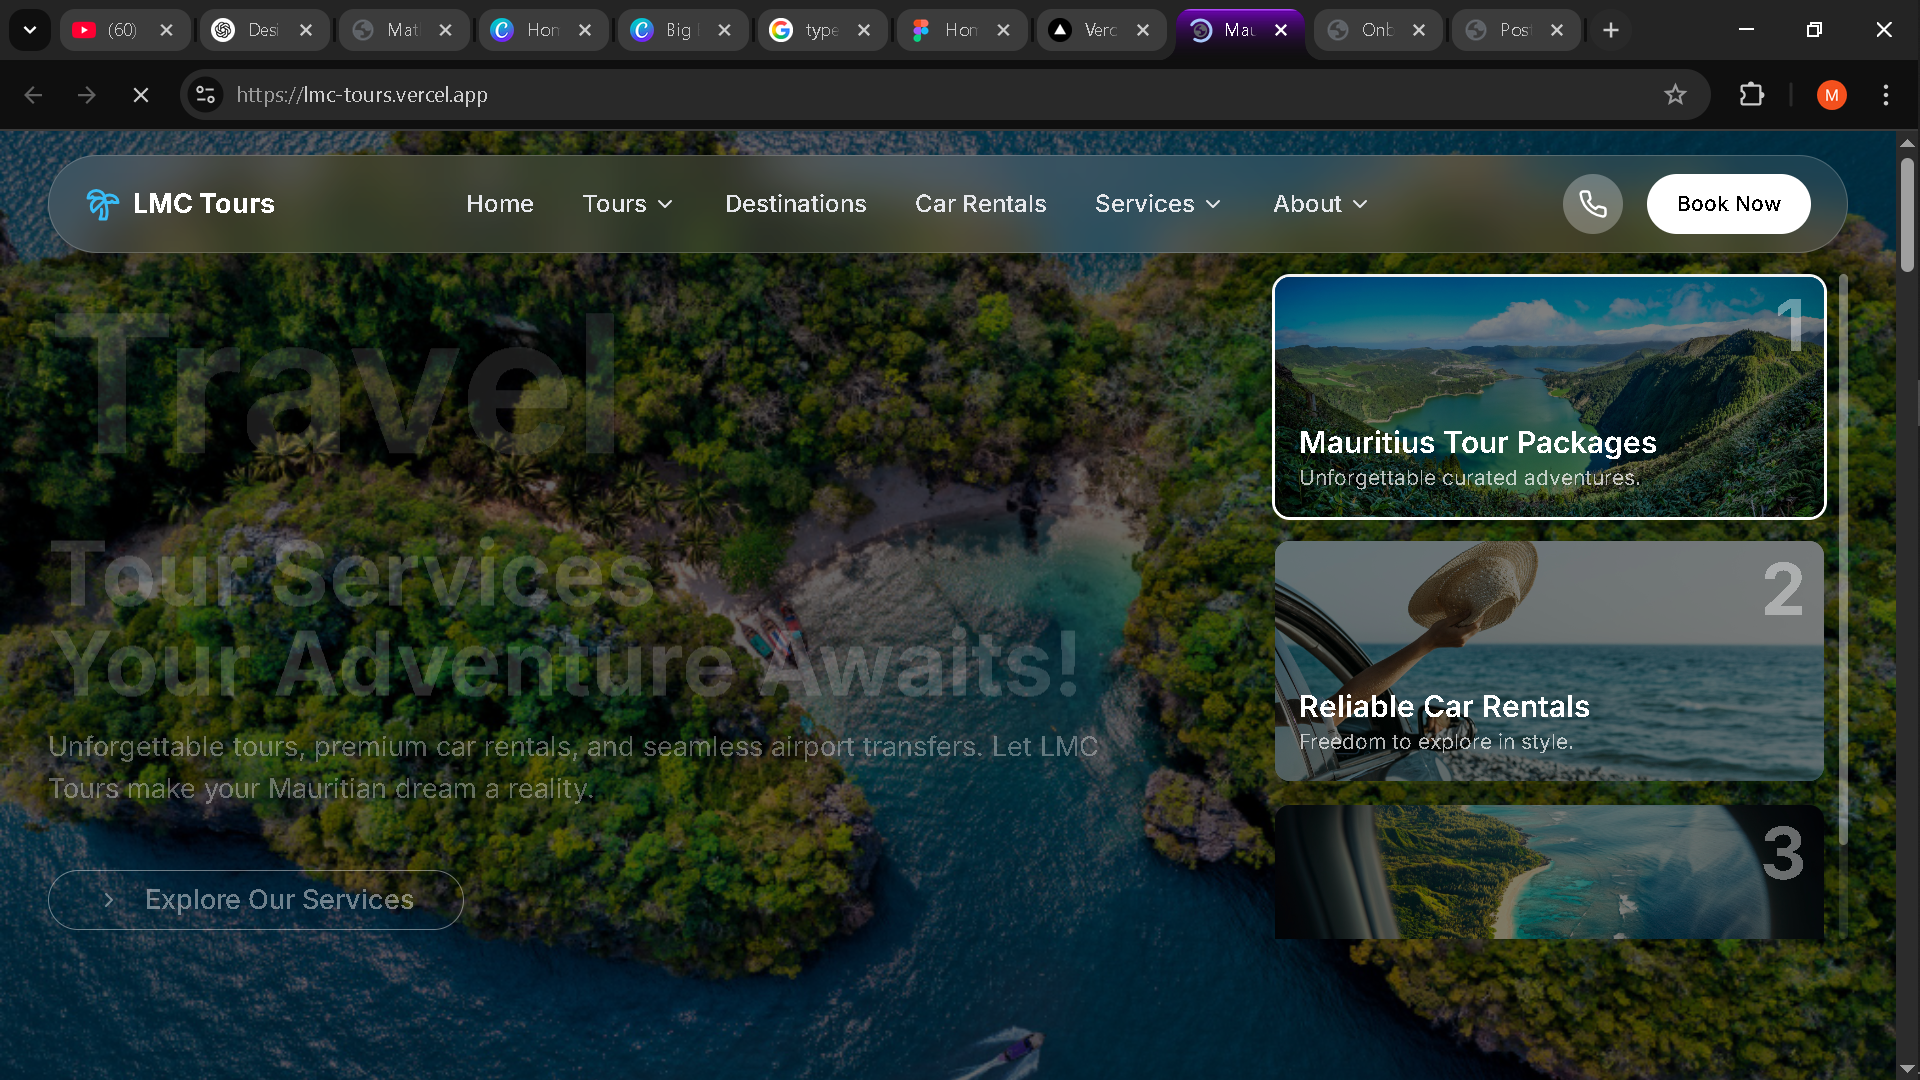 (60)
Desi
Mat
Hon
Big
type
Hon
Verc
Mau
Onb
Post
https://lmc-tours.vercel.app
M
LMC Tours
Home
Tours
Destinations
Car Rentals
Services
About
Book Now
Travel
Tour Services
Your Adventure Awaits!
Unforgettable tours, premium car rentals, and seamless airport transfers. Let LMC
Tours make your Mauritian dream a reality.
Explore Our Services
1
Mauritius Tour Packages
Unforgettable curated adventures.
2
Reliable Car Rentals
Freedom to explore in style.
3